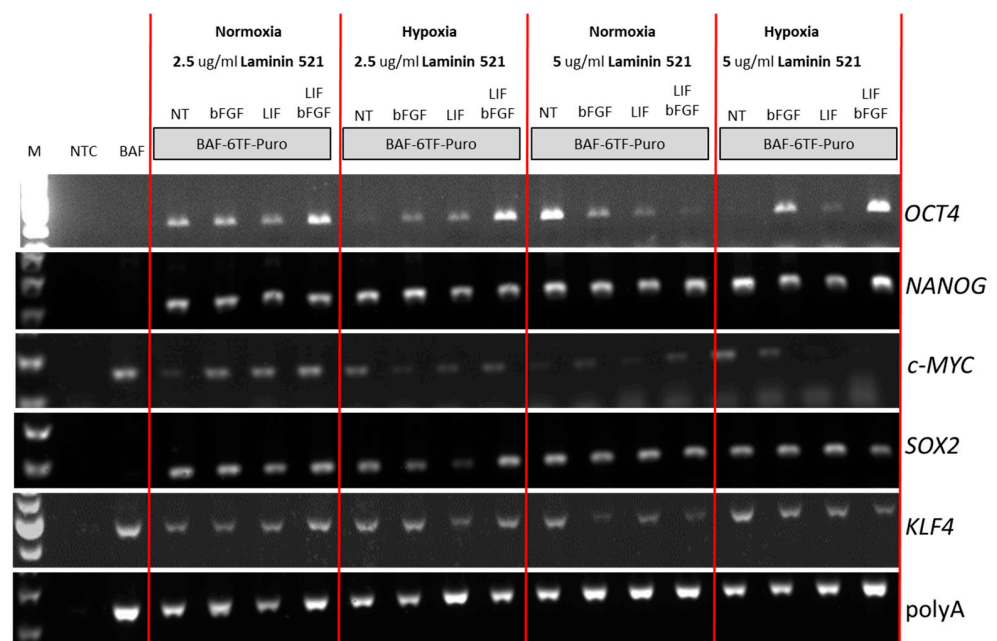 Normoxia Hypoxia Normoxia Hypoxia
2.5 ug/ml Laminin 521 2.5 ug/ml Laminin 521 5 ug/ml Laminin 521 5 ug/ml Laminin 521
LIF LIF LIF LIF
NT bFGF LIF bFGF NT bFGF LIF bFGF NT bFGF LIF bFGF NT bFGF LIF bFGF
M NTC BAF BAF-6TF-Puro BAF-6TF-Puro BAF-6TF-Puro BAF-6TF-Puro
OCT4
NANOG
c-MYC
SOX2
KLF4
polyA